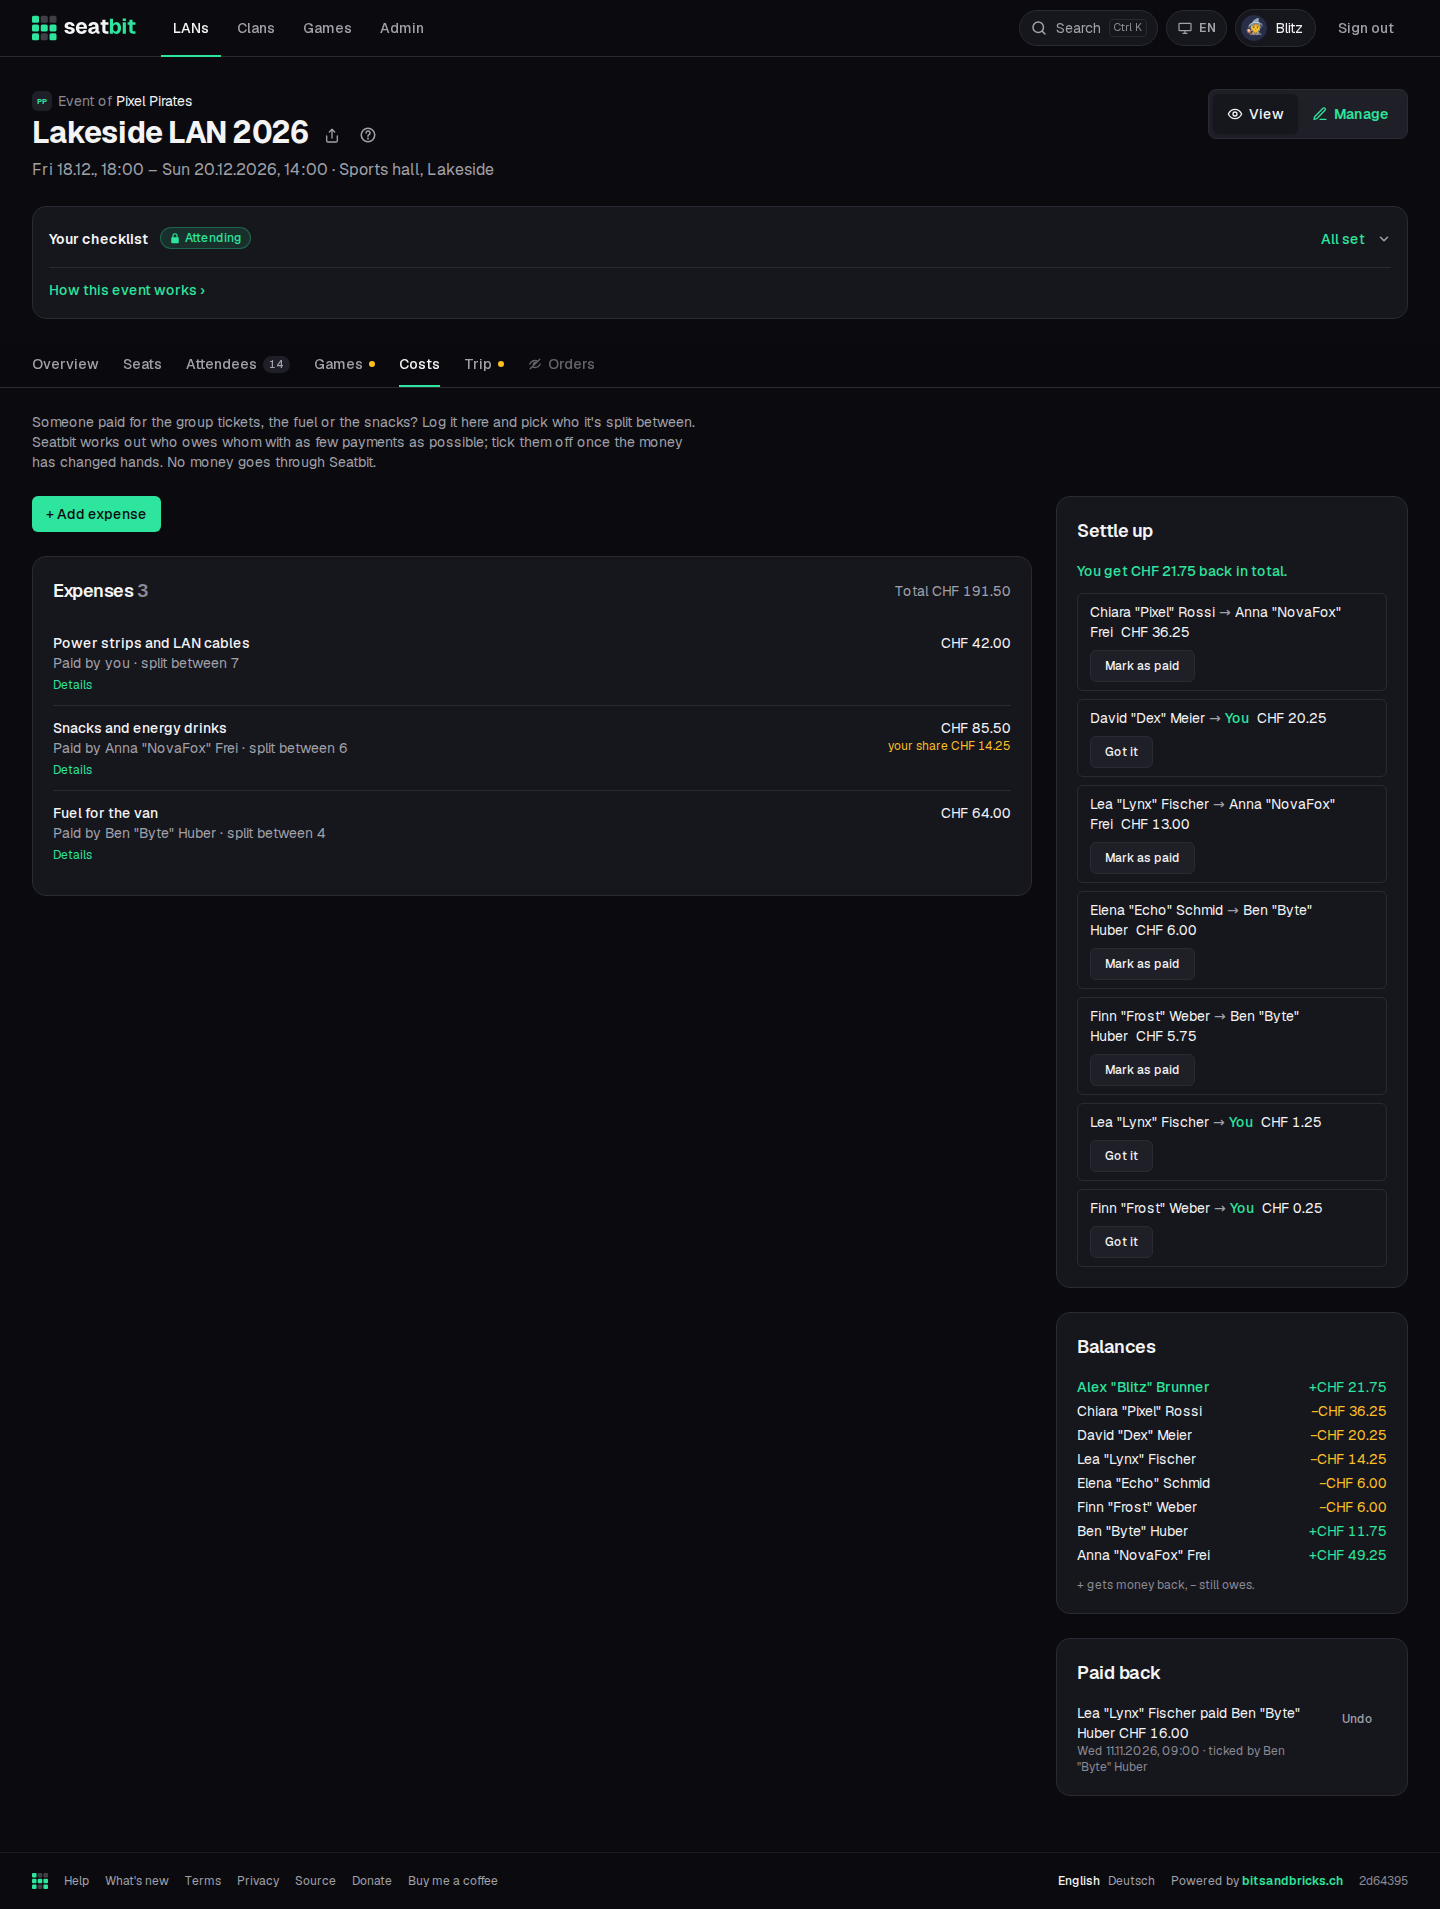 seatbit
LANs
Clans
Games
Admin
Search Ctrl K
EN
Blitz
Sign out
PP Event of Pixel Pirates
Lakeside LAN 2026
Fri 18.12., 18:00 – Sun 20.12.2026, 14:00 · Sports hall, Lakeside
View
Manage
Your checklist
Attending
All set
How this event works ›
Overview
Seats
Attendees 14
Games
Costs
Trip
Orders
Someone paid for the group tickets, the fuel or the snacks? Log it here and pick who it's split between.
Seatbit works out who owes whom with as few payments as possible; tick them off once the money
has changed hands. No money goes through Seatbit.
+ Add expense
Expenses 3
Total CHF 191.50
Power strips and LAN cables
CHF 42.00
Paid by you · split between 7
Details
Snacks and energy drinks
CHF 85.50
Paid by Anna "NovaFox" Frei · split between 6
your share CHF 14.25
Details
Fuel for the van
CHF 64.00
Paid by Ben "Byte" Huber · split between 4
Details
Settle up
You get CHF 21.75 back in total.
Chiara "Pixel" Rossi → Anna "NovaFox"
Frei CHF 36.25
Mark as paid
David "Dex" Meier → You CHF 20.25
Got it
Lea "Lynx" Fischer → Anna "NovaFox"
Frei CHF 13.00
Mark as paid
Elena "Echo" Schmid → Ben "Byte"
Huber CHF 6.00
Mark as paid
Finn "Frost" Weber → Ben "Byte"
Huber CHF 5.75
Mark as paid
Lea "Lynx" Fischer → You CHF 1.25
Got it
Finn "Frost" Weber → You CHF 0.25
Got it
Balances
Alex "Blitz" Brunner +CHF 21.75
Chiara "Pixel" Rossi −CHF 36.25
David "Dex" Meier −CHF 20.25
Lea "Lynx" Fischer −CHF 14.25
Elena "Echo" Schmid −CHF 6.00
Finn "Frost" Weber −CHF 6.00
Ben "Byte" Huber +CHF 11.75
Anna "NovaFox" Frei +CHF 49.25
+ gets money back, − still owes.
Paid back
Lea "Lynx" Fischer paid Ben "Byte"
Huber CHF 16.00
Undo
Wed 11.11.2026, 09:00 · ticked by Ben
"Byte" Huber
Help
What's new
Terms
Privacy
Source
Donate
Buy me a coffee
English
Deutsch
Powered by bitsandbricks.ch
2d64395